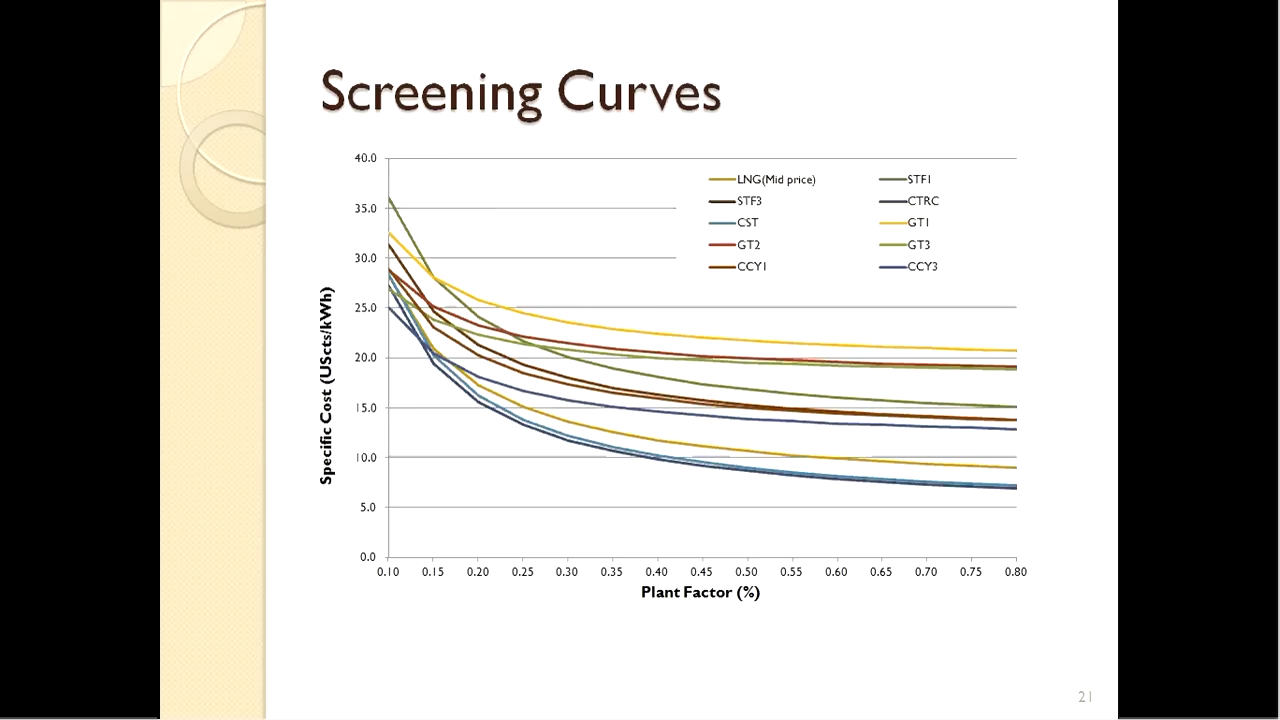 Screening Curves
40.0
35.0
30.0
25.0
20.0
15.0
10.0
5.0
0.0
Specific Cost (UScts/kWh)
LNG(Mid price) STF1
STF3 CTRC
CST GT1
GT2 GT3
CCY1 CCY3
0.10 0.15 0.20 0.25 0.30 0.35 0.40 0.45 0.50 0.55 0.60 0.65 0.70 0.75 0.80
Plant Factor (%)
21